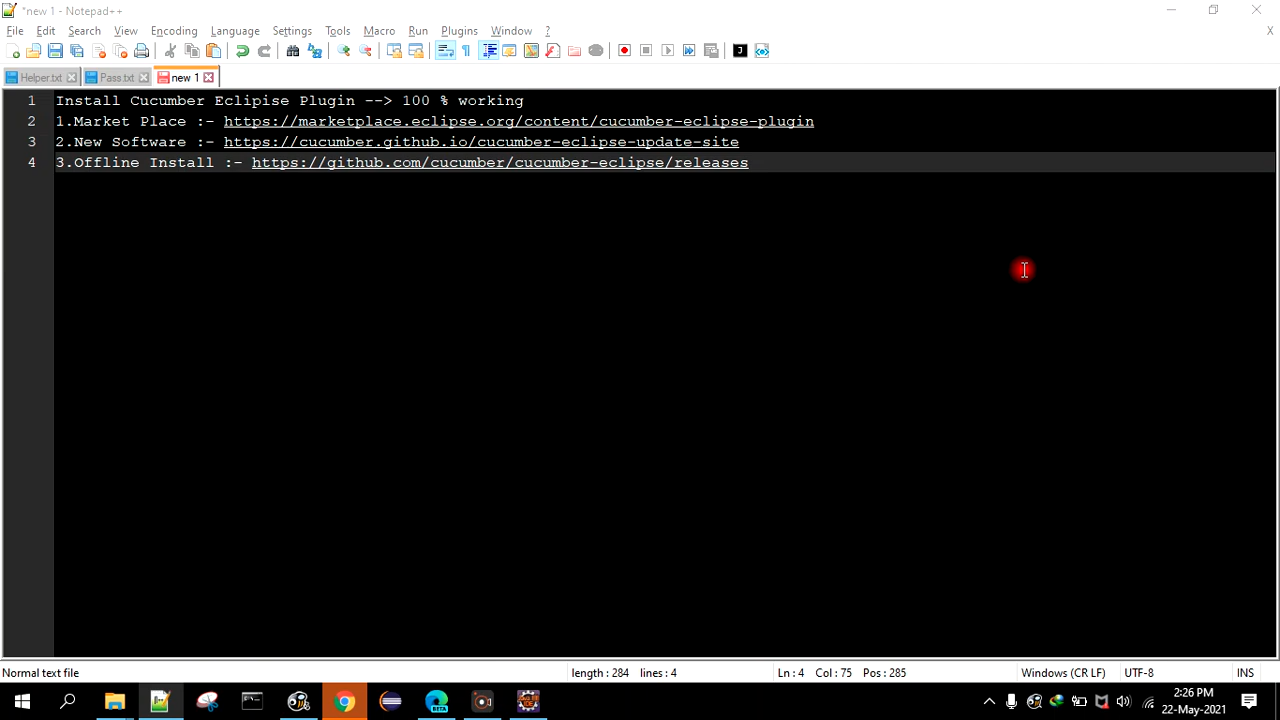 *new 1 - Notepad++
File Edit Search View Encoding Language Settings Tools Macro Run Plugins Window ? X
Helper.txt Pass.txt new 1
1 Install Cucumber Eclipise Plugin --> 100 % working
2 1.Market Place :- https://marketplace.eclipse.org/content/cucumber-eclipse-plugin
3 2.New Software :- https://cucumber.github.io/cucumber-eclipse-update-site
4 3.Offline Install :- https://github.com/cucumber/cucumber-eclipse/releases
Normal text file length : 284 lines : 4 Ln : 4 Col : 75 Pos : 285 Windows (CR LF) UTF-8 INS
BETA
2:26 PM
22-May-2021